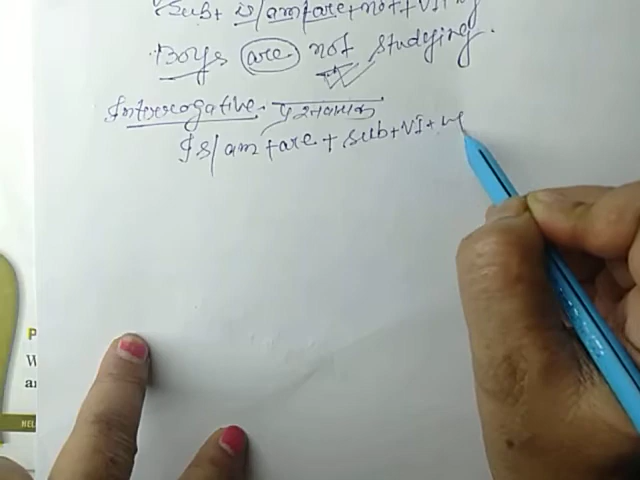 Sub+ is/am/are+not+VI+ing
Boys are not studying.
Interrogative. प्रश्नवाचक
Is/am+are+sub+VI+